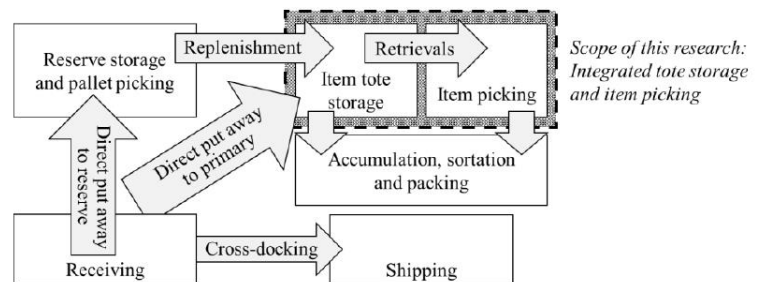 Reserve storage
and pallet picking
Replenishment
Item tote
storage
Retrievals
Item picking
Scope of this research:
Integrated tote storage
and item picking
Direct put away
to reserve
Direct put away
to primary
Accumulation, sortation
and packing
Receiving
Cross-docking
Shipping